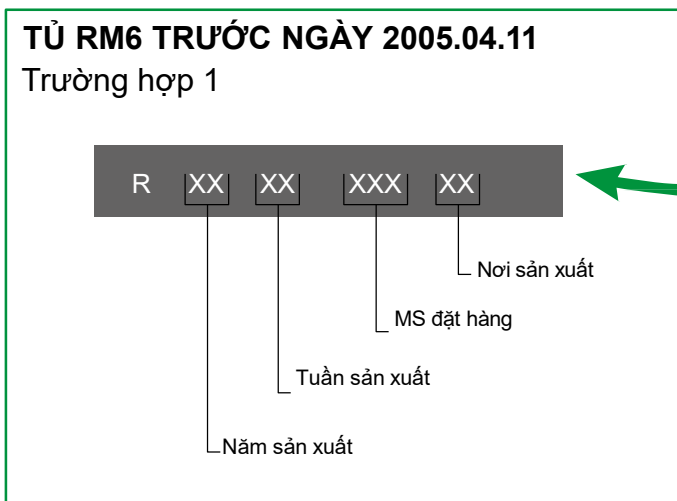 TỦ RM6 TRƯỚC NGÀY 2005.04.11
Trường hợp 1
R XX XX XXX XX
Nơi sản xuất
MS đặt hàng
Tuần sản xuất
Năm sản xuất